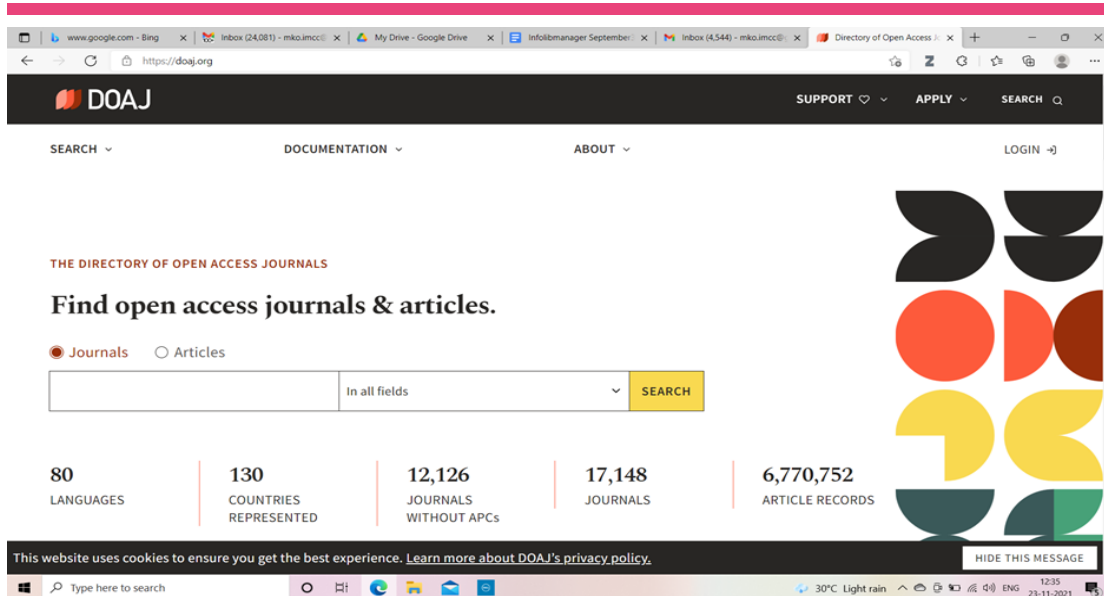 www.google.com - Bing
Inbox (24,081) - mko.imcc@
My Drive - Google Drive
Infolibmanager September
Inbox (4,544) - mko.imcc@
Directory of Open Access Jo
https://doaj.org
DOAJ
SUPPORT APPLY SEARCH
SEARCH DOCUMENTATION ABOUT LOGIN
THE DIRECTORY OF OPEN ACCESS JOURNALS
Find open access journals & articles.
Journals Articles
In all fields SEARCH
80
LANGUAGES
130
COUNTRIES
REPRESENTED
12,126
JOURNALS
WITHOUT APCs
17,148
JOURNALS
6,770,752
ARTICLE RECORDS
This website uses cookies to ensure you get the best experience. Learn more about DOAJ's privacy policy. HIDE THIS MESSAGE
Type here to search
30°C Light rain
ENG
12:35
23-11-2021